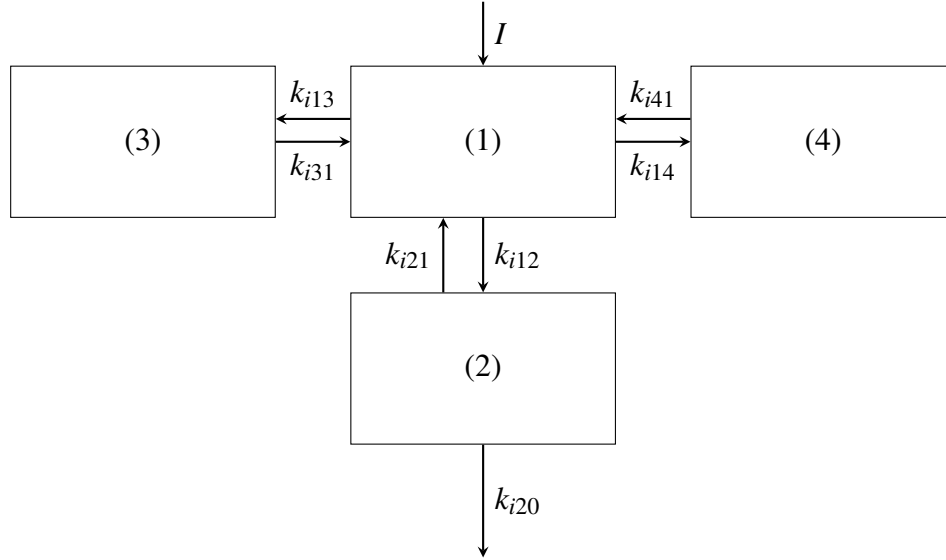 I
k_{i13}
k_{i41}
(3)
(1)
(4)
k_{i31}
k_{i14}
k_{i21}
k_{i12}
(2)
k_{i20}